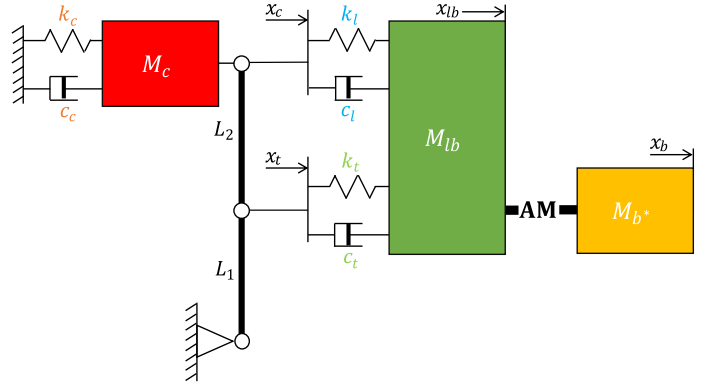 k_c
M_c
c_c
x_c
k_l
c_l
x_lb
M_lb
L_2
x_t
k_t
c_t
x_b
AM
M_b*
L_1